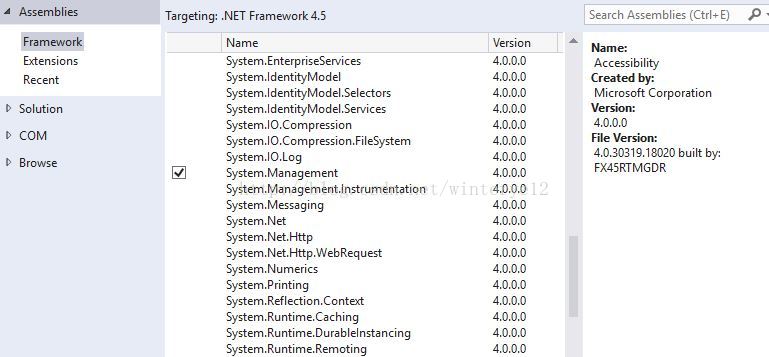 Assemblies
Framework
Extensions
Recent
Solution
COM
Browse
Targeting: .NET Framework 4.5
Name Version
System.EnterpriseServices 4.0.0.0
System.IdentityModel 4.0.0.0
System.IdentityModel.Selectors 4.0.0.0
System.IdentityModel.Services 4.0.0.0
System.IO.Compression 4.0.0.0
System.IO.Compression.FileSystem 4.0.0.0
System.IO.Log 4.0.0.0
System.Management 4.0.0.0
System.Management.Instrumentation 4.0.0.0
System.Messaging 4.0.0.0
System.Net 4.0.0.0
System.Net.Http 4.0.0.0
System.Net.Http.WebRequest 4.0.0.0
System.Numerics 4.0.0.0
System.Printing 4.0.0.0
System.Reflection.Context 4.0.0.0
System.Runtime.Caching 4.0.0.0
System.Runtime.DurableInstancing 4.0.0.0
System.Runtime.Remoting 4.0.0.0
Search Assemblies (Ctrl+E)
Name:
Accessibility
Created by:
Microsoft Corporation
Version:
4.0.0.0
File Version:
4.0.30319.18020 built by:
FX45RTMGDR